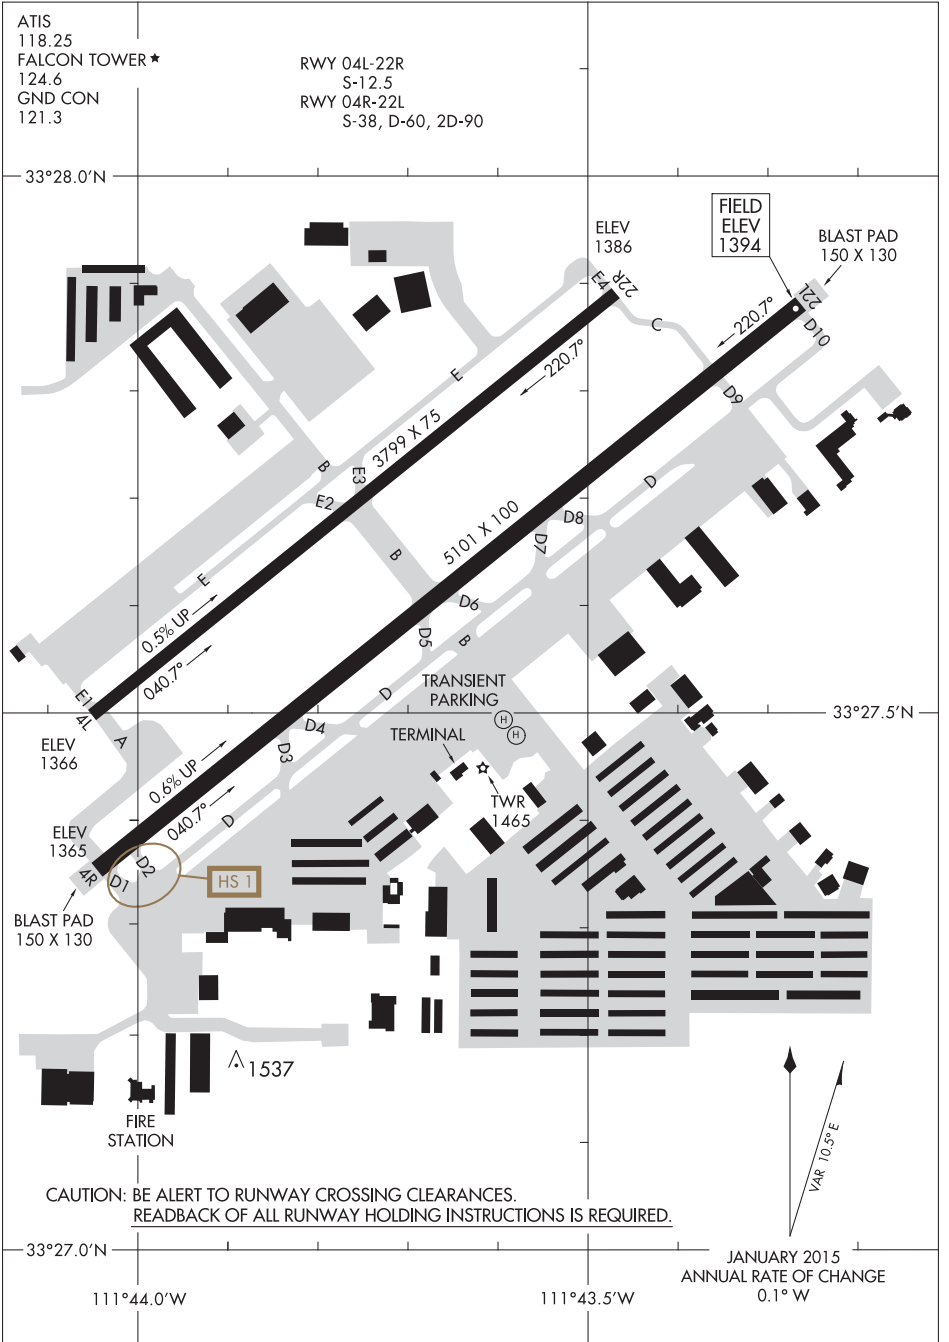 ATIS
118.25
FALCON TOWER★
124.6
GND CON
121.3
RWY 04L-22R
S-12.5
RWY 04R-22L
S-38, D-60, 2D-90
33°28.0'N
FIELD
ELEV
1394
ELEV
1386
BLAST PAD
150 X 130
E4
22R
22L
D10
C
220.7°
220.7°
E
D9
3799 X 75
B
E3
E2
D
D8
5101 X 100
D7
B
E
D6
0.5% UP
D5
B
040.7°
E1
4L
TRANSIENT
PARKING
D
H
H
33°27.5'N
A
D4
TERMINAL
ELEV
1366
D3
0.6% UP
TWR
1465
040.7°
D
ELEV
1365
D2
4R
D1
HS 1
BLAST PAD
150 X 130
1537
FIRE
STATION
VAR 10.5° E
CAUTION: BE ALERT TO RUNWAY CROSSING CLEARANCES.
READBACK OF ALL RUNWAY HOLDING INSTRUCTIONS IS REQUIRED.
33°27.0'N
JANUARY 2015
ANNUAL RATE OF CHANGE
0.1° W
111°44.0'W
111°43.5'W